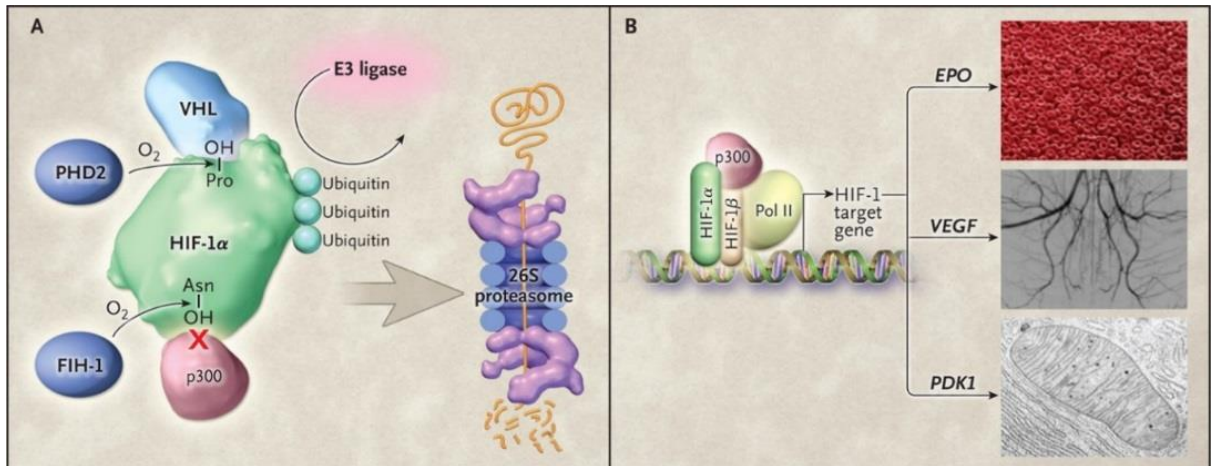 A
E3 ligase
VHL
OH
O2
PHD2
Pro
Ubiquitin
Ubiquitin
Ubiquitin
HIF-1α
Asn
O2
OH
X
FIH-1
p300
26S
proteasome
B
EPO
p300
HIF-1α
HIF-1β
Pol II
HIF-1
target
gene
VEGF
PDK1